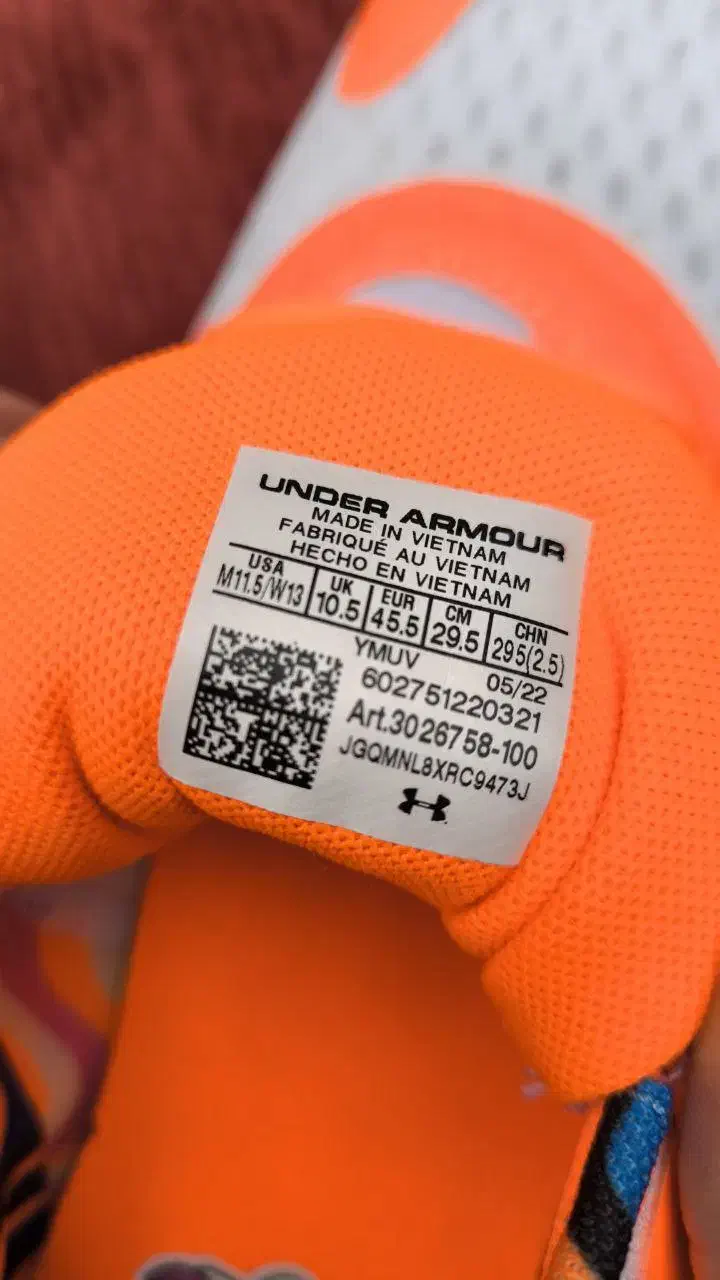 UNDER ARMOUR
MADE IN VIETNAM
FABRIQUÉ AU VIETNAM
HECHO EN VIETNAM
USA UK EUR CM CHN
M11.5/W13 10.5 45.5 29.5 295(2.5)
YMUV 05/22
602751220321
Art.3026758-100
JGQMNL8XRC9473J